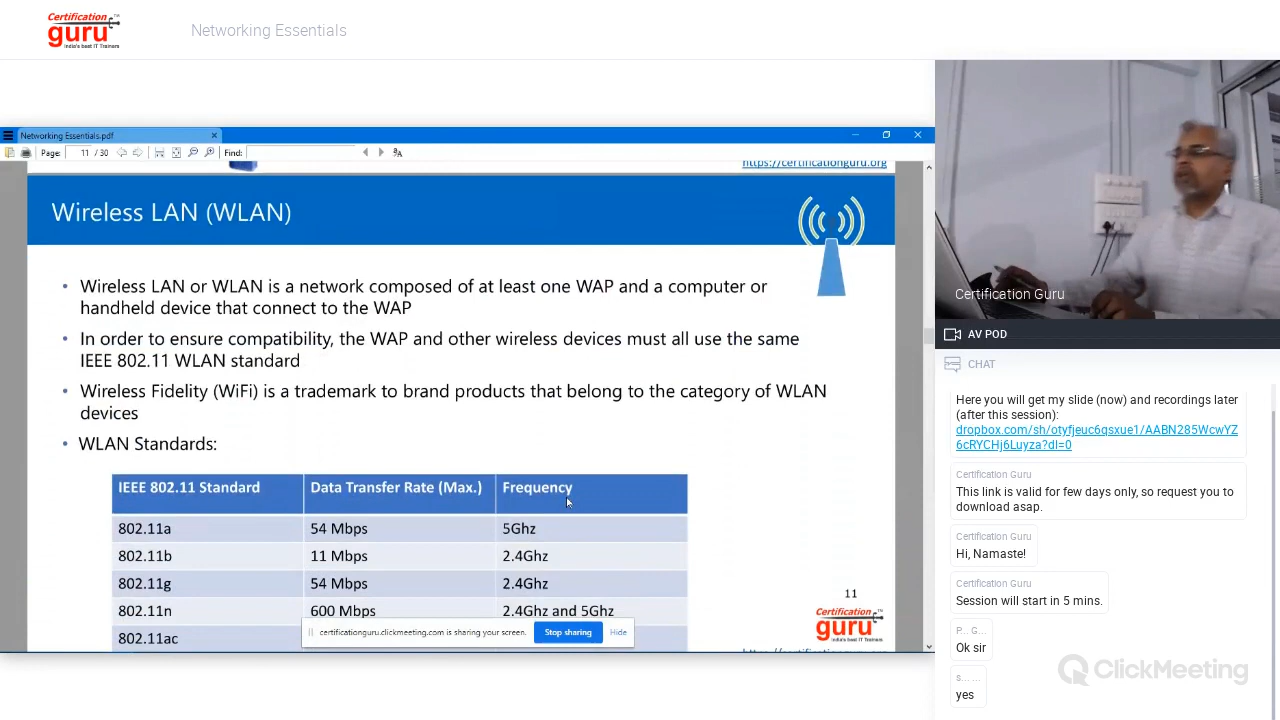 Certification
guru
India's best IT Trainers
Networking Essentials
Networking Essentials.pdf
Page: 11 / 30 Find:
https://certificationguru.org
Wireless LAN (WLAN)
• Wireless LAN or WLAN is a network composed of at least one WAP and a computer or
handheld device that connect to the WAP
• In order to ensure compatibility, the WAP and other wireless devices must all use the same
IEEE 802.11 WLAN standard
• Wireless Fidelity (WiFi) is a trademark to brand products that belong to the category of WLAN
devices
• WLAN Standards:
IEEE 802.11 Standard Data Transfer Rate (Max.) Frequency
802.11a 54 Mbps 5Ghz
802.11b 11 Mbps 2.4Ghz
802.11g 54 Mbps 2.4Ghz
802.11n 600 Mbps 2.4Ghz and 5Ghz
802.11ac
11
Certification
guru
certificationguru.clickmeeting.com is sharing your screen. Stop sharing Hide
Certification Guru
AV POD
CHAT
Here you will get my slide (now) and recordings later
(after this session):
dropbox.com/sh/otyfjeuc6qsxue1/AABN285WcwYZ
6cRYCHj6Luyza?dl=0
Certification Guru
This link is valid for few days only, so request you to
download asap.
Certification Guru
Hi, Namaste!
Certification Guru
Session will start in 5 mins.
P... G...
Ok sir
s... ...
yes
ClickMeeting